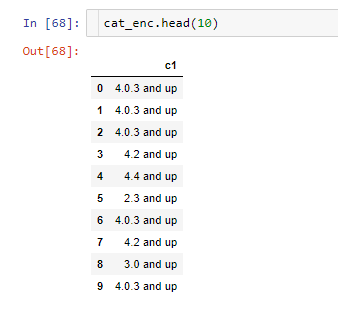 In [68]: cat_enc.head(10)
Out[68]:
c1
0 4.0.3 and up
1 4.0.3 and up
2 4.0.3 and up
3 4.2 and up
4 4.4 and up
5 2.3 and up
6 4.0.3 and up
7 4.2 and up
8 3.0 and up
9 4.0.3 and up